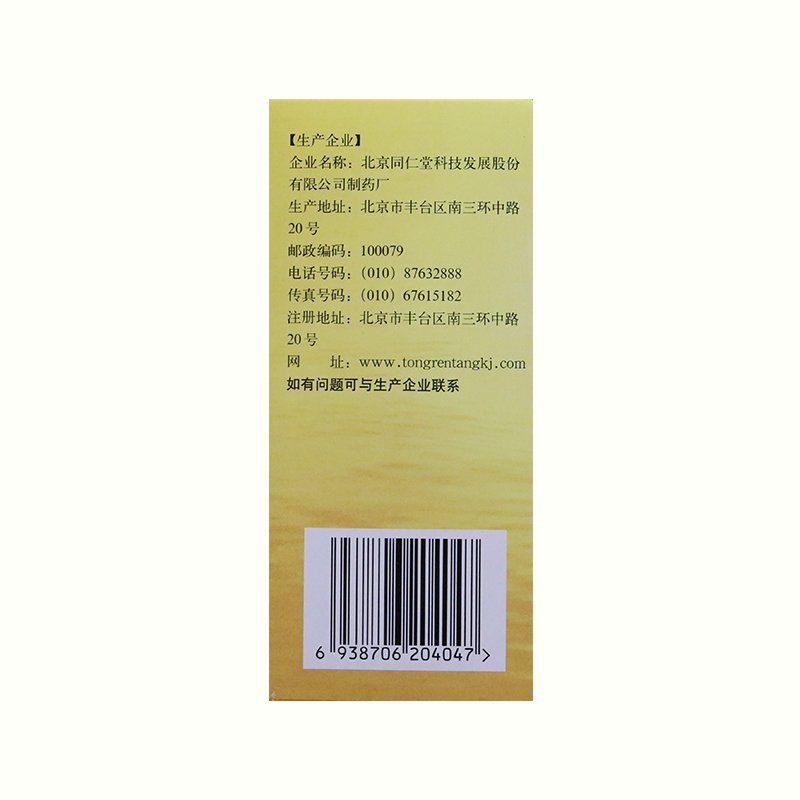 【生产企业】
企业名称：北京同仁堂科技发展股份
有限公司制药厂
生产地址：北京市丰台区南三环中路
20号
邮政编码：100079
电话号码：（010）87632888
传真号码：（010）67615182
注册地址：北京市丰台区南三环中路
20号
网 址：www.tongrentangkj.com
如有问题可与生产企业联系
6 938706 204047 >